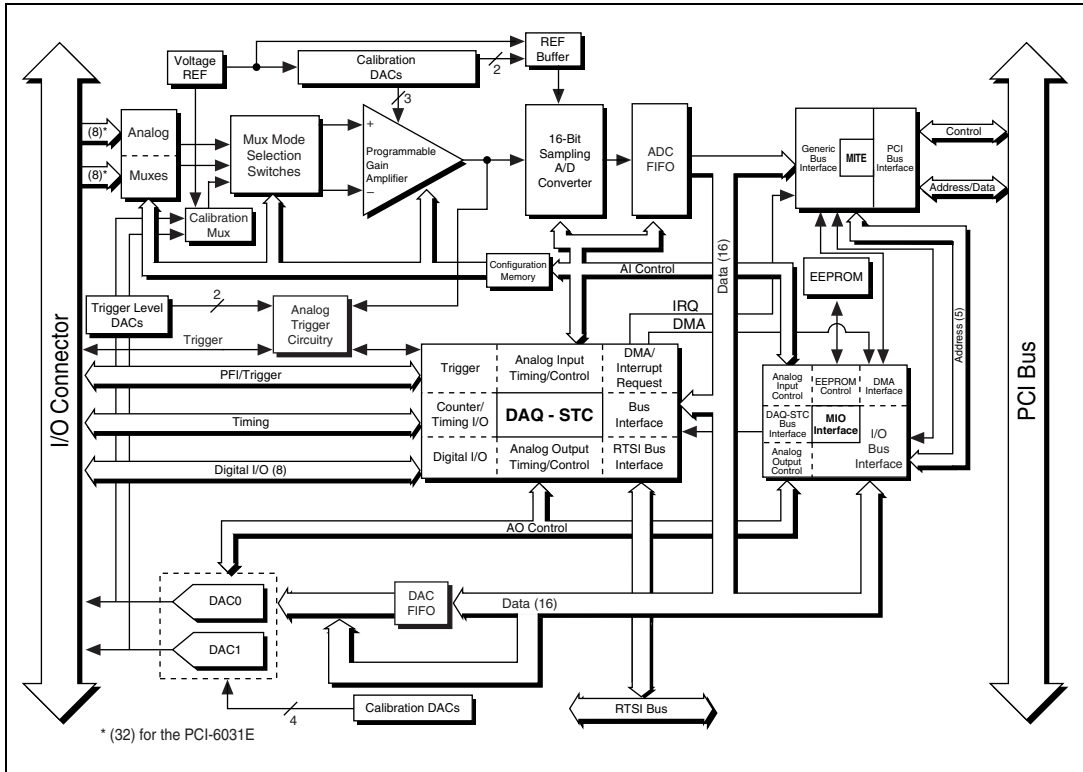 Voltage
REF
Calibration
DACs
2
REF
Buffer
3
(8)*
(8)*
Analog
Muxes
Mux Mode
Selection
Switches
+
Programmable
Gain
Amplifier
–
16-Bit
Sampling
A/D
Converter
ADC
FIFO
Generic
Bus
Interface
MITE
PCI
Bus
Interface
Control
Address/Data
Calibration
Mux
Configuration
Memory
AI Control
Data (16)
EEPROM
Address (5)
Trigger Level
DACs
2
Analog
Trigger
Circuitry
Trigger
IRQ
DMA
I/O Connector
PCI Bus
PFI/Trigger
Timing
Digital I/O (8)
Trigger
Analog Input
Timing/Control
DMA/
Interrupt
Request
Counter/
Timing I/O
DAQ - STC
Bus
Interface
Digital I/O
Analog Output
Timing/Control
RTSI Bus
Interface
Analog
Input
Control
EEPROM
Control
DMA
Interface
DAQ-STC
Bus
Interface
MIO
Interface
I/O
Bus
Interface
Analog
Output
Control
AO Control
DAC0
DAC
FIFO
Data (16)
DAC1
4
Calibration DACs
RTSI Bus
* (32) for the PCI-6031E